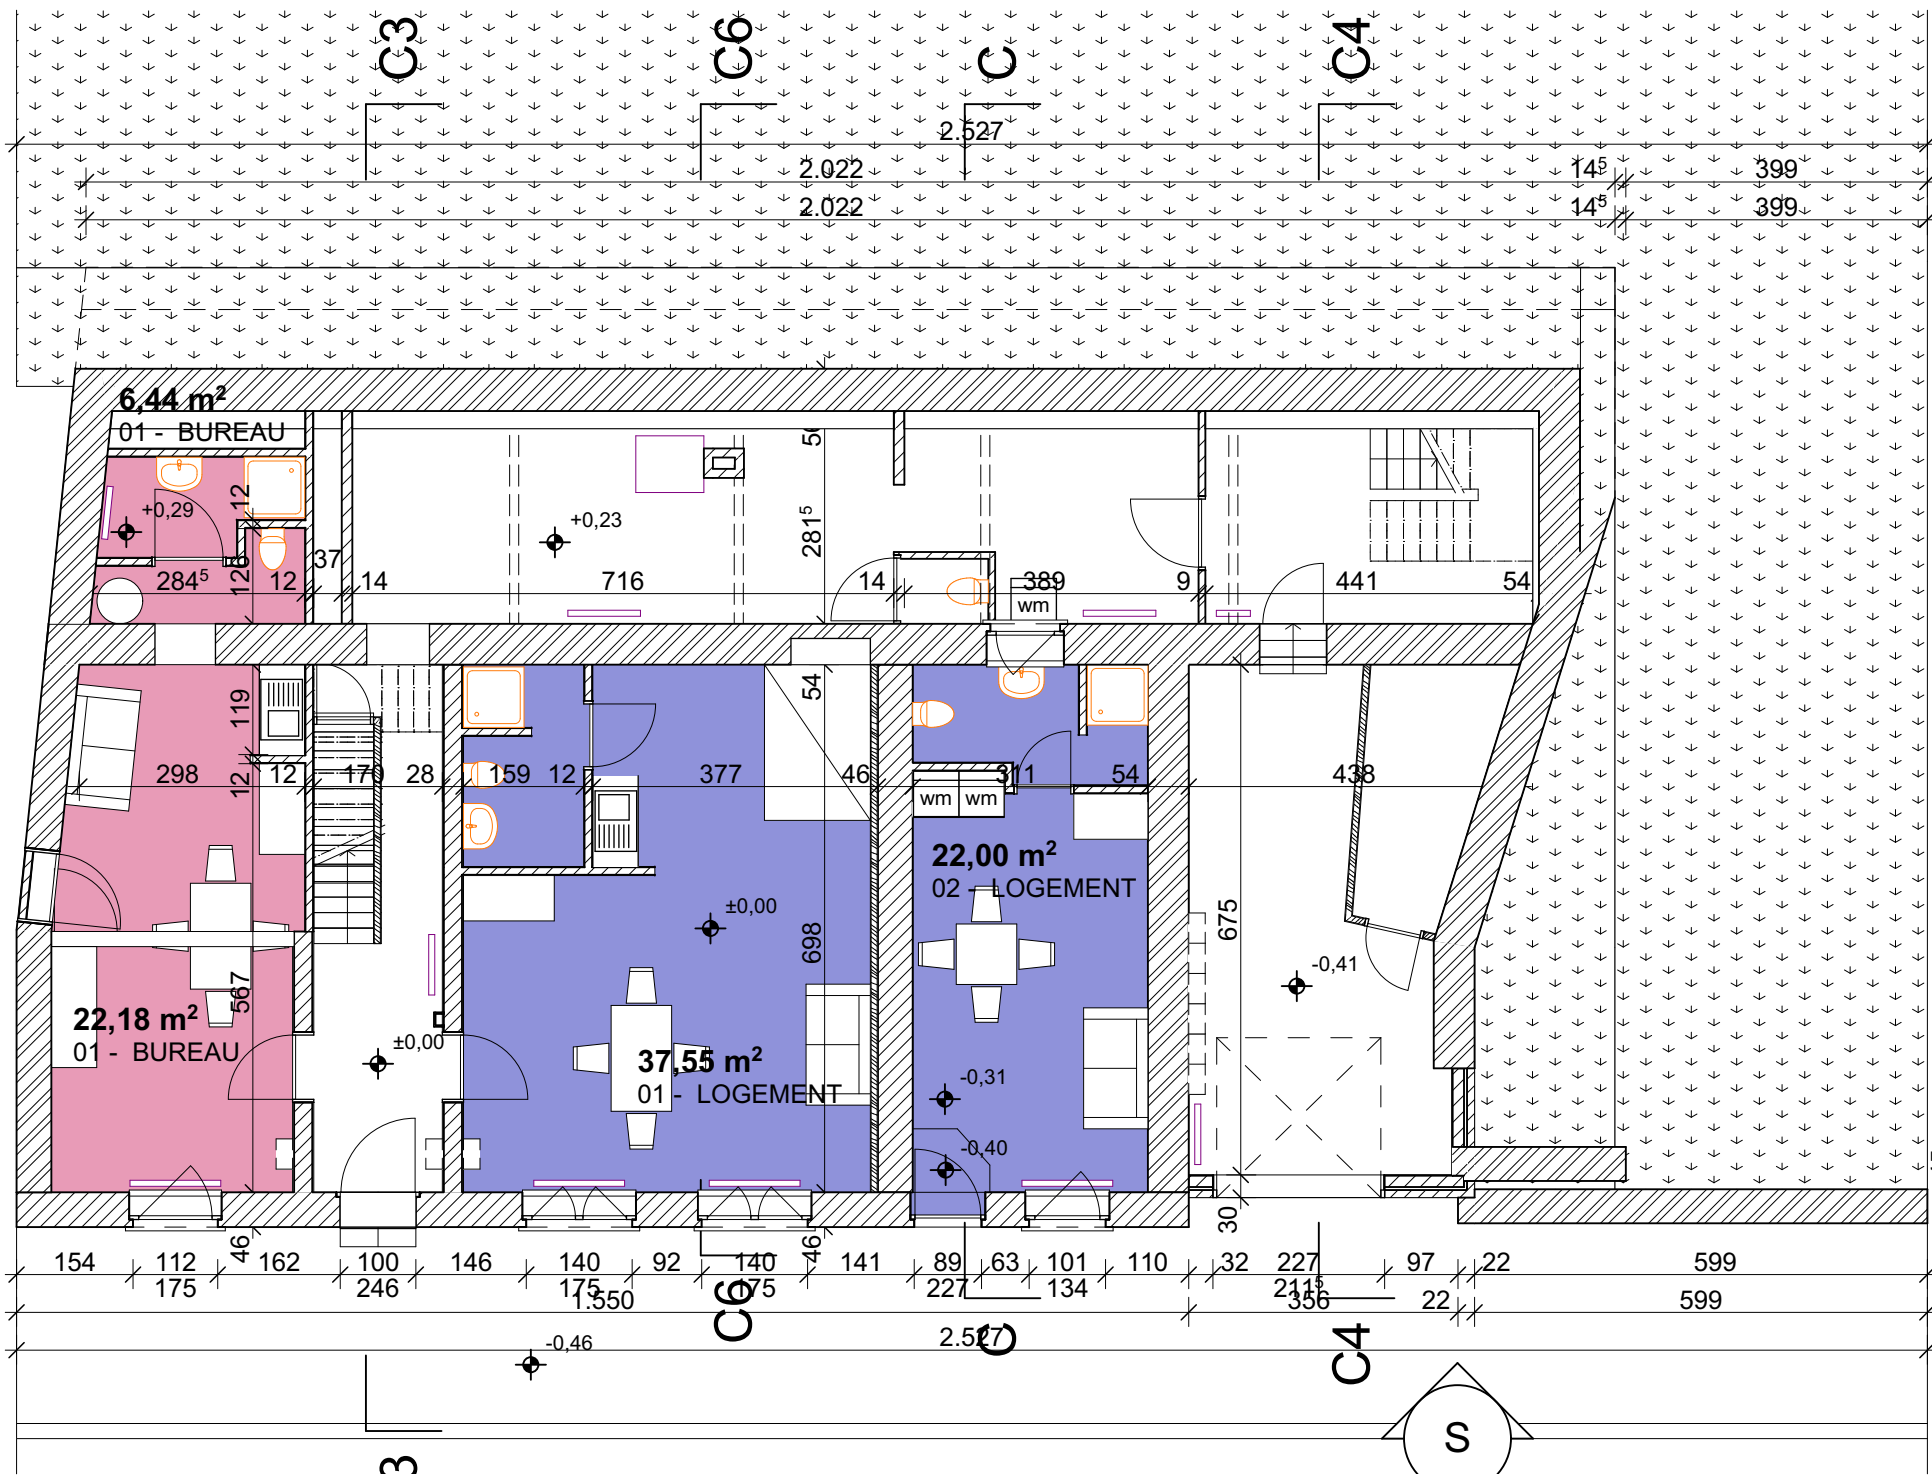 C3 C6 C C4
2.527
2.022 14⁵ 399
2.022 14⁵ 399
6,44 m²
01 - BUREAU
+0,29
12
126
284⁵ 12 37 14 716 14 389 9 441 54
+0,23
281⁵
wm
119
12
298 12 170 28 159 12 377 46 311 54 438
54
wm wm
22,00 m²
02 - LOGEMENT
±0,00
698
675
-0,41
567
22,18 m²
01 - BUREAU
±0,00
37,55 m²
01 - LOGEMENT
-0,31
-0,40
30
46 46
154 112 162 100 146 140 92 140 141 89 63 101 110 32 227 97 22 599
175 246 175 175 227 134 211⁵
1.550 356 22 599
2.527
-0,46
C6 C C4
S